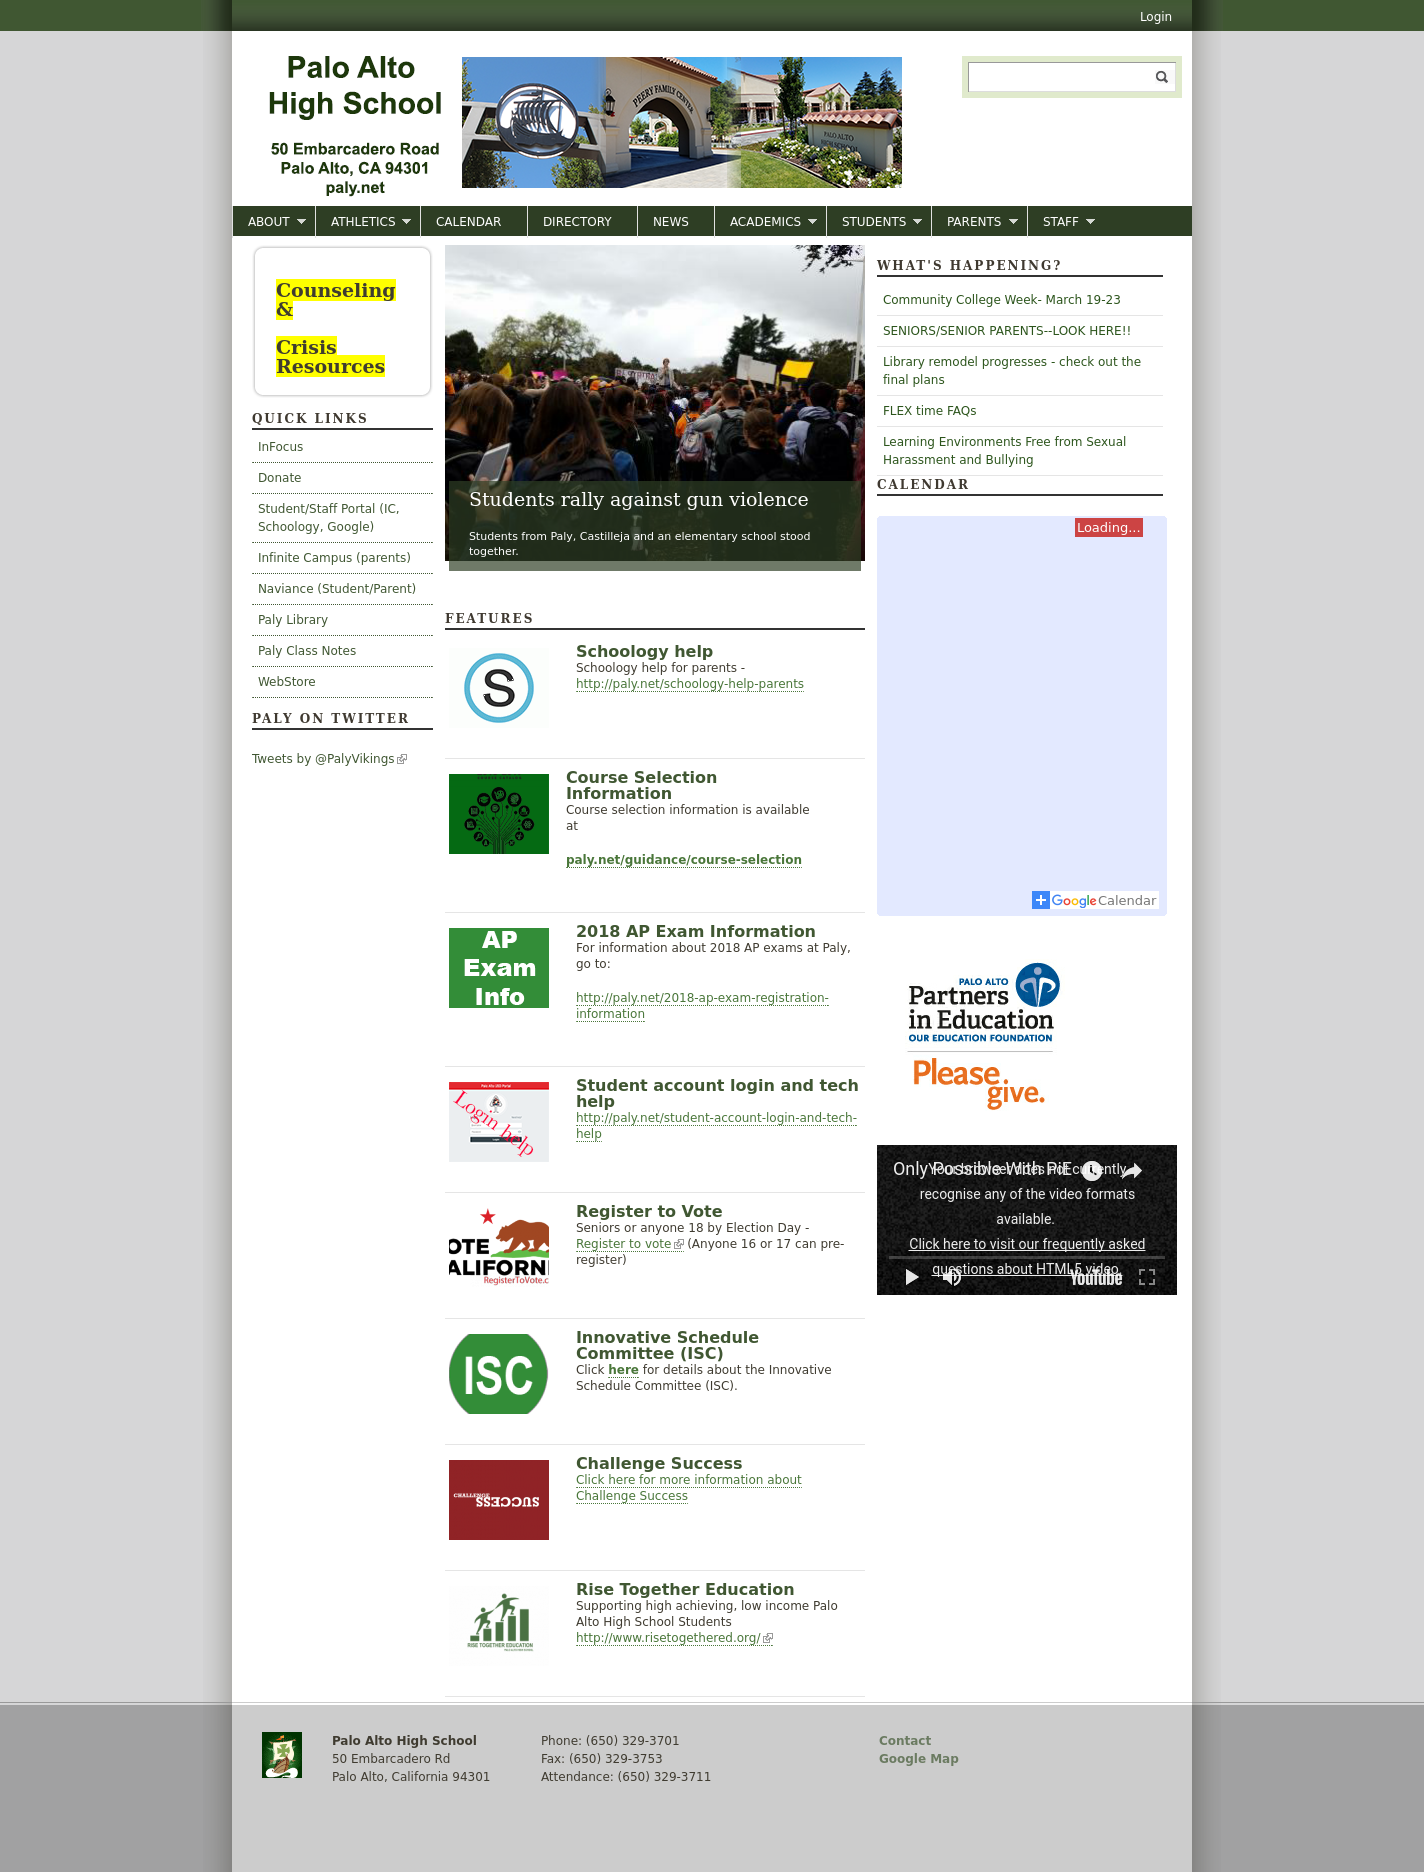 Login
Palo Alto
High School
50 Embarcadero Road
Palo Alto, CA 94301
paly.net
PEERY FAMILY CENTER
PALO ALTO
HIGH SCHOOL
ABOUT ATHLETICS CALENDAR DIRECTORY NEWS ACADEMICS STUDENTS PARENTS STAFF
Counseling
&
Crisis
Resources
QUICK LINKS
InFocus
Donate
Student/Staff Portal (IC,
Schoology, Google)
Infinite Campus (parents)
Naviance (Student/Parent)
Paly Library
Paly Class Notes
WebStore
PALY ON TWITTER
Tweets by @PalyVikings
Students rally against gun violence
Students from Paly, Castilleja and an elementary school stood
together.
FEATURES
S
Schoology help
Schoology help for parents -
http://paly.net/schoology-help-parents
Course Selection
Information
Course selection information is available
at
paly.net/guidance/course-selection
AP
Exam
Info
2018 AP Exam Information
For information about 2018 AP exams at Paly,
go to:
http://paly.net/2018-ap-exam-registration-
information
Login help
Student account login and tech
help
http://paly.net/student-account-login-and-tech-
help
OTE
ALIFORNI
RegisterToVote.c
Register to Vote
Seniors or anyone 18 by Election Day -
Register to vote (Anyone 16 or 17 can pre-
register)
ISC
Innovative Schedule
Committee (ISC)
Click here for details about the Innovative
Schedule Committee (ISC).
CHALLENGE
SUCCESS
Challenge Success
Click here for more information about
Challenge Success
RISE TOGETHER EDUCATION
Rise Together Education
Supporting high achieving, low income Palo
Alto High School Students
http://www.risetogethered.org/
WHAT'S HAPPENING?
Community College Week- March 19-23
SENIORS/SENIOR PARENTS--LOOK HERE!!
Library remodel progresses - check out the
final plans
FLEX time FAQs
Learning Environments Free from Sexual
Harassment and Bullying
CALENDAR
Loading...
Google Calendar
PALO ALTO
Partners
in Education
OUR EDUCATION FOUNDATION
Please
give.
Only Possible With PiE
Your browser does not currently
recognise any of the video formats
available.
Click here to visit our frequently asked
questions about HTML5 video.
YouTube
Palo Alto High School
50 Embarcadero Rd
Palo Alto, California 94301
Phone: (650) 329-3701
Fax: (650) 329-3753
Attendance: (650) 329-3711
Contact
Google Map